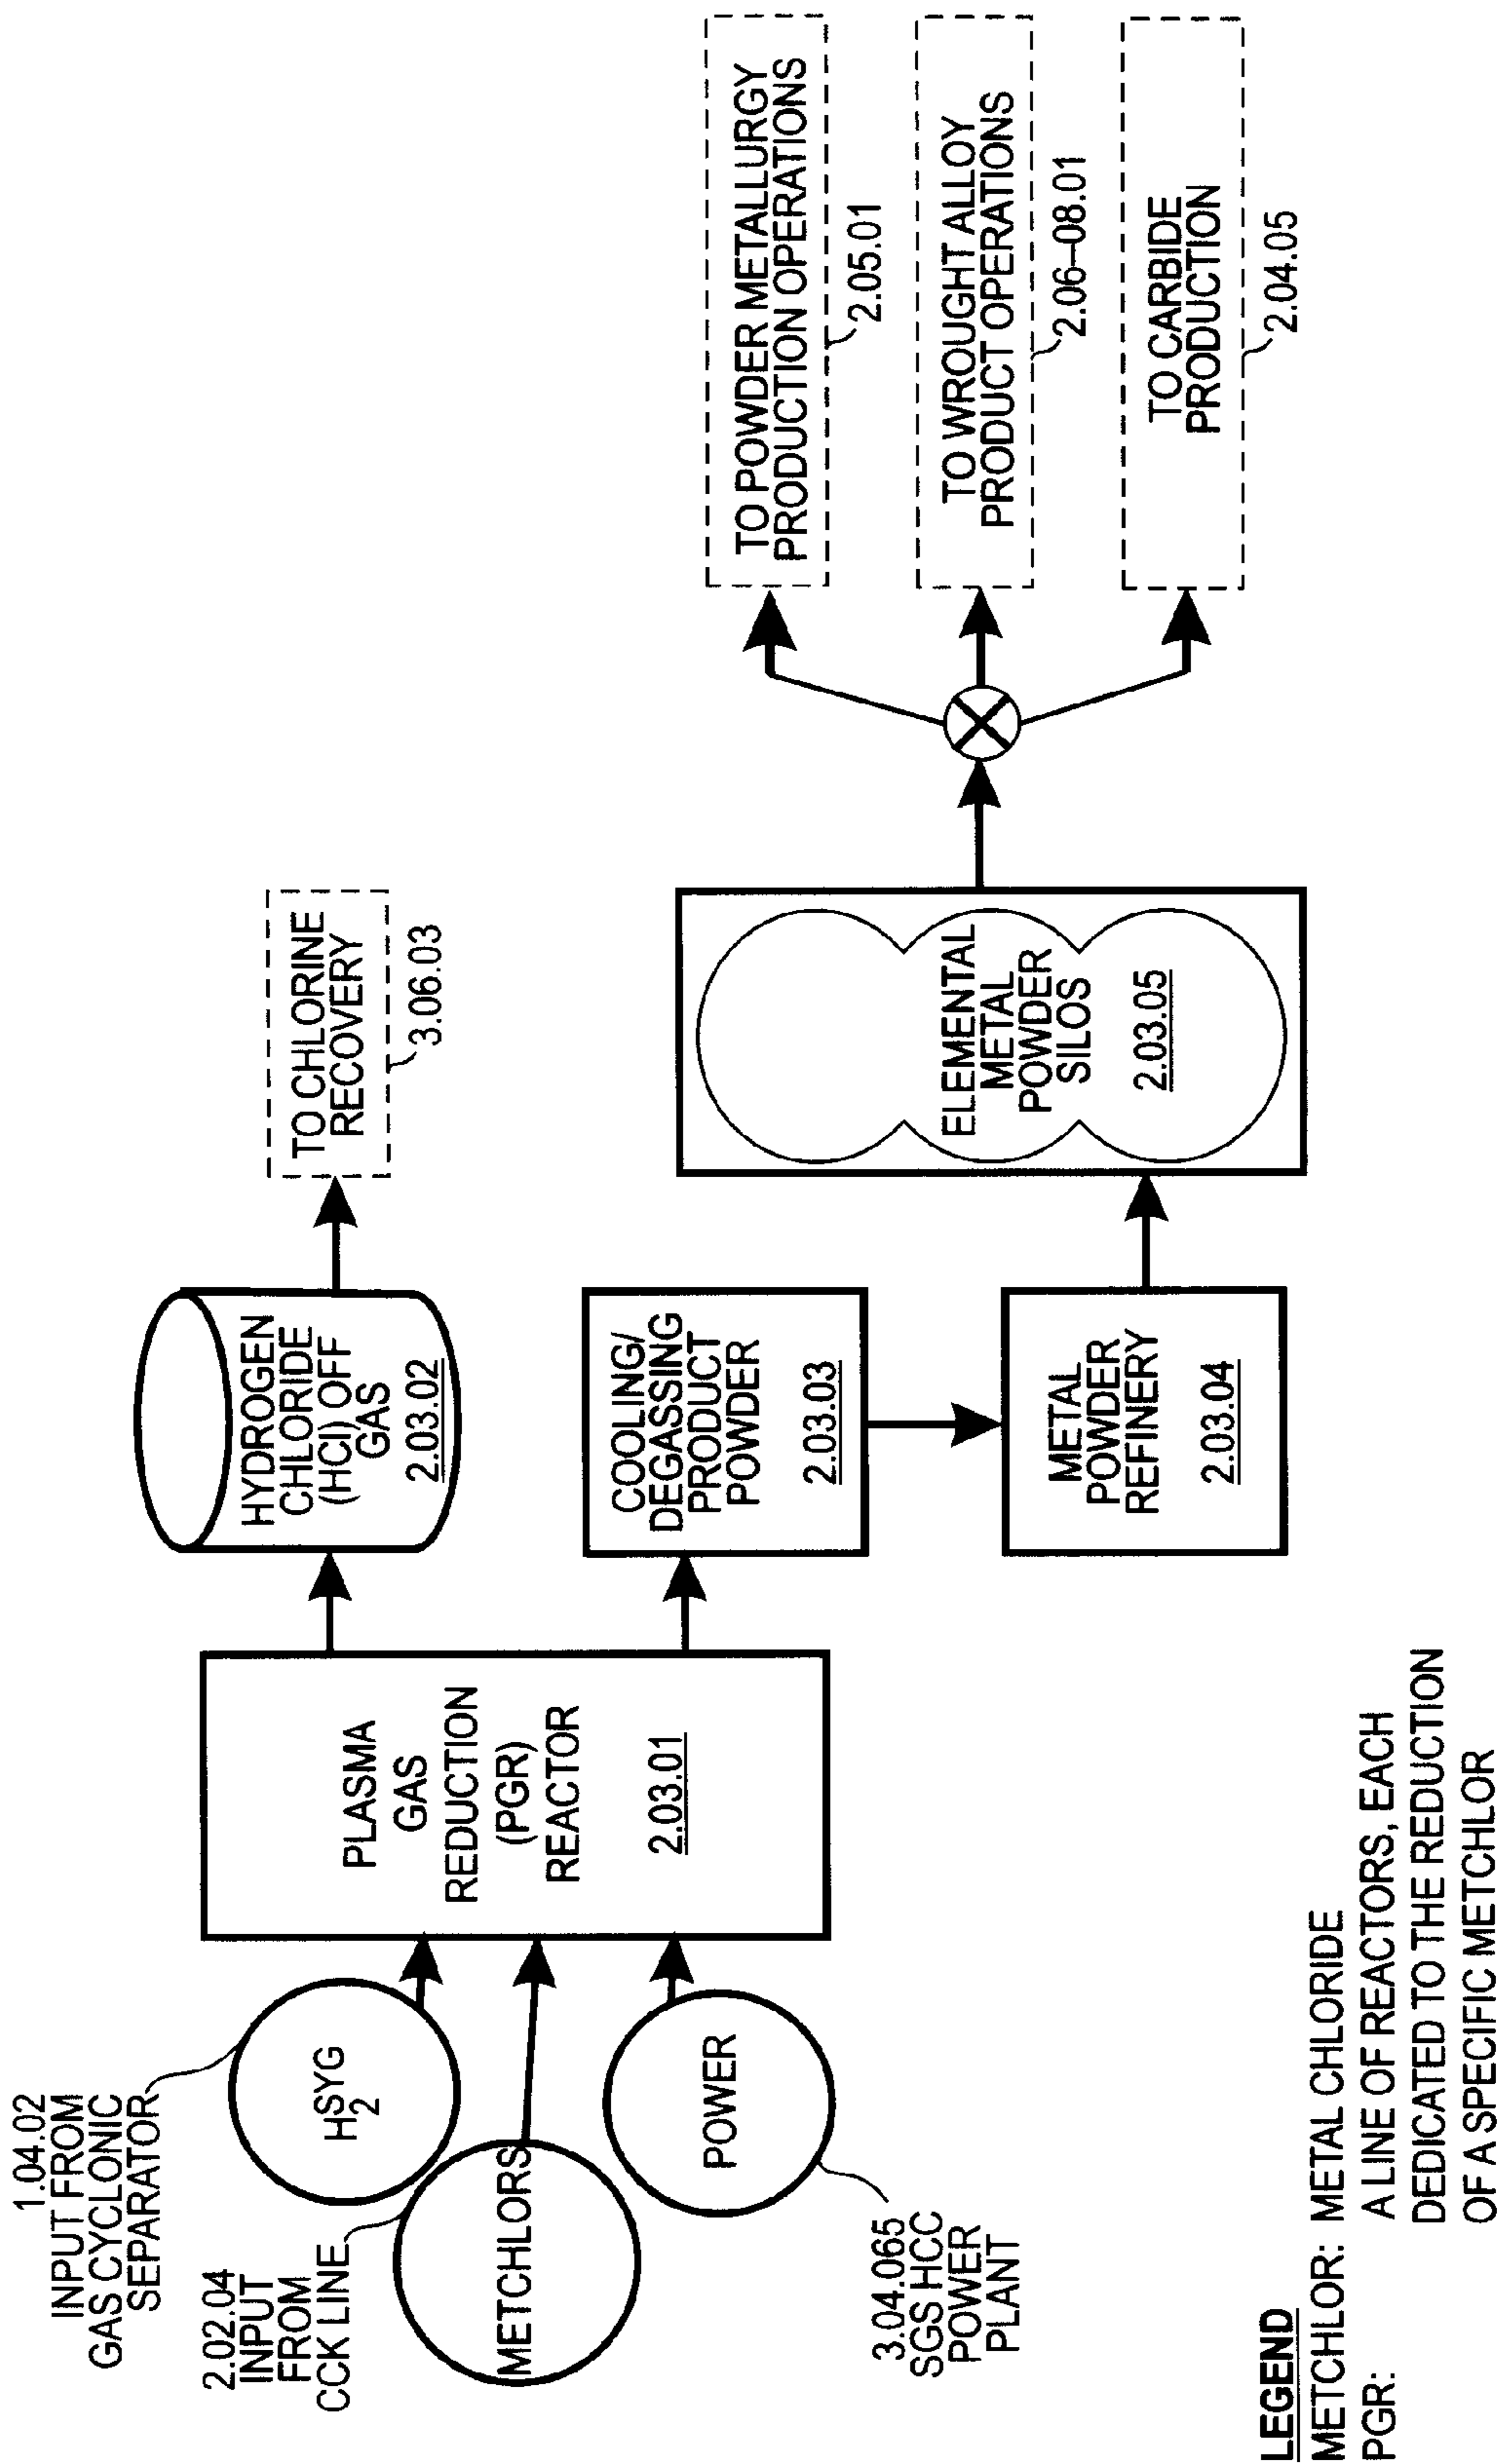 1.04.02
INPUT FROM
GAS CYCLONIC
SEPARATOR
HSYG
2
2.02.04
INPUT
FROM
CCK LINE
METCHLORS
POWER
3.04.065
SGS HCC
POWER
PLANT
PLASMA
GAS
REDUCTION
(PGR)
REACTOR
2.03.01
HYDROGEN
CHLORIDE
(HCl) OFF
GAS
2.03.02
TO CHLORINE
RECOVERY
3.06.03
COOLING/
DEGASSING
PRODUCT
POWDER
2.03.03
METAL
POWDER
REFINERY
2.03.04
ELEMENTAL
METAL
POWDER
SILOS
2.03.05
TO POWDER METALLURGY
PRODUCTION OPERATIONS
2.05.01
TO WROUGHT ALLOY
PRODUCT OPERATIONS
2.06–08.01
TO CARBIDE
PRODUCTION
2.04.05
LEGEND
METCHLOR: METAL CHLORIDE
PGR: A LINE OF REACTORS, EACH
DEDICATED TO THE REDUCTION
OF A SPECIFIC METCHLOR